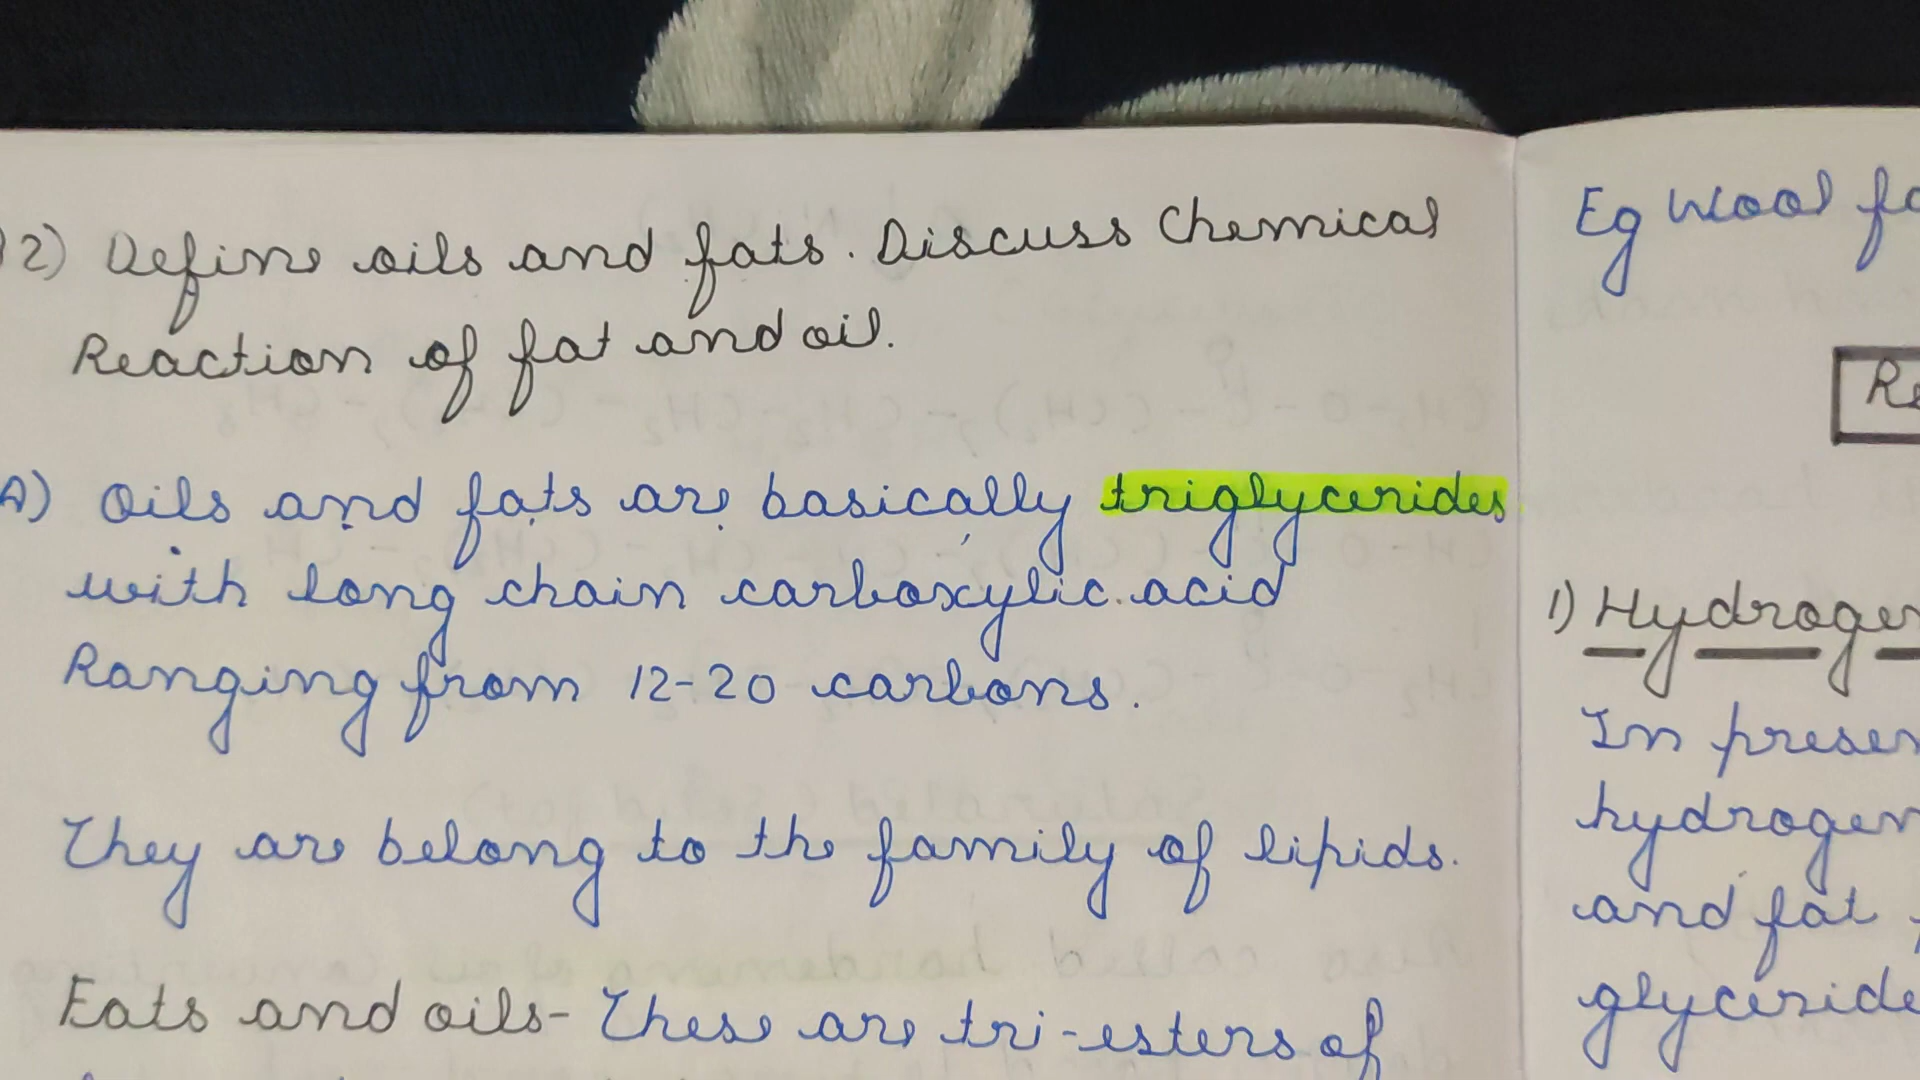 2) Define oils and fats. Discuss Chemical
Reaction of fat and oil.
A) Oils and fats are basically triglycerides
with long chain carboxylic acid
Ranging from 12-20 carbons.
They are belong to the family of lipids.
Fats and oils- These are tri-esters of
Eg Wool
1) Hydrogen
In presen
hydrogen
and fat
glyceride